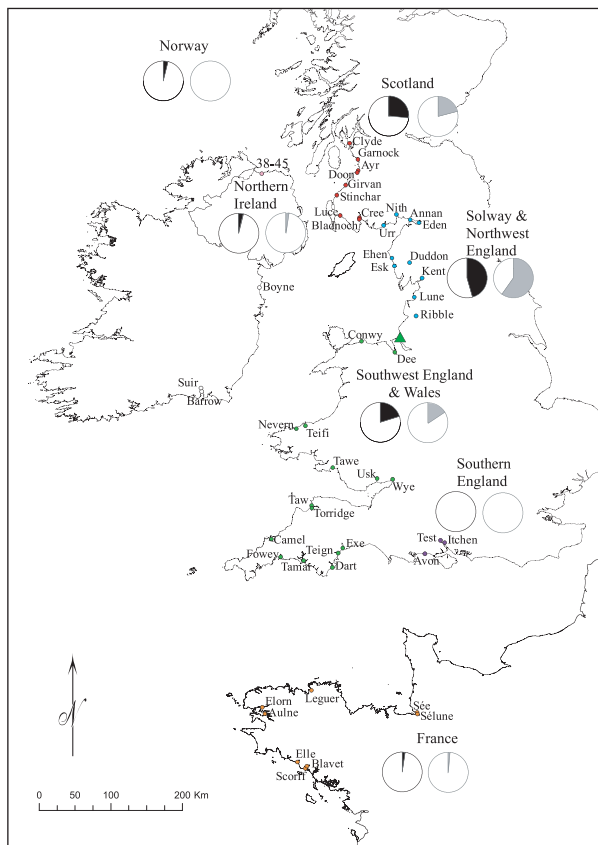 Norway
Scotland
Clyde
Garnock
Ayr
Doon
Girvan
Stinchar
38-45
Northern
Ireland
Luce
Bladnoch
Cree
Nith
Annan
Eden
Urr
Solway &
Northwest
England
Ehen
Esk
Duddon
Kent
Lune
Ribble
Boyne
Conwy
Dee
Suir
Barrow
Southwest England
& Wales
Nevern
Teifi
Tawe
Usk
Wye
Southern
England
Taw
Torridge
Camel
Fowey
Tamar
Teign
Exe
Dart
Test
Itchen
Avon
Leguer
Elorn
Aulne
Sée
Sélune
Elle
Blavet
Scorff
France
N
0 50 100 200 Km